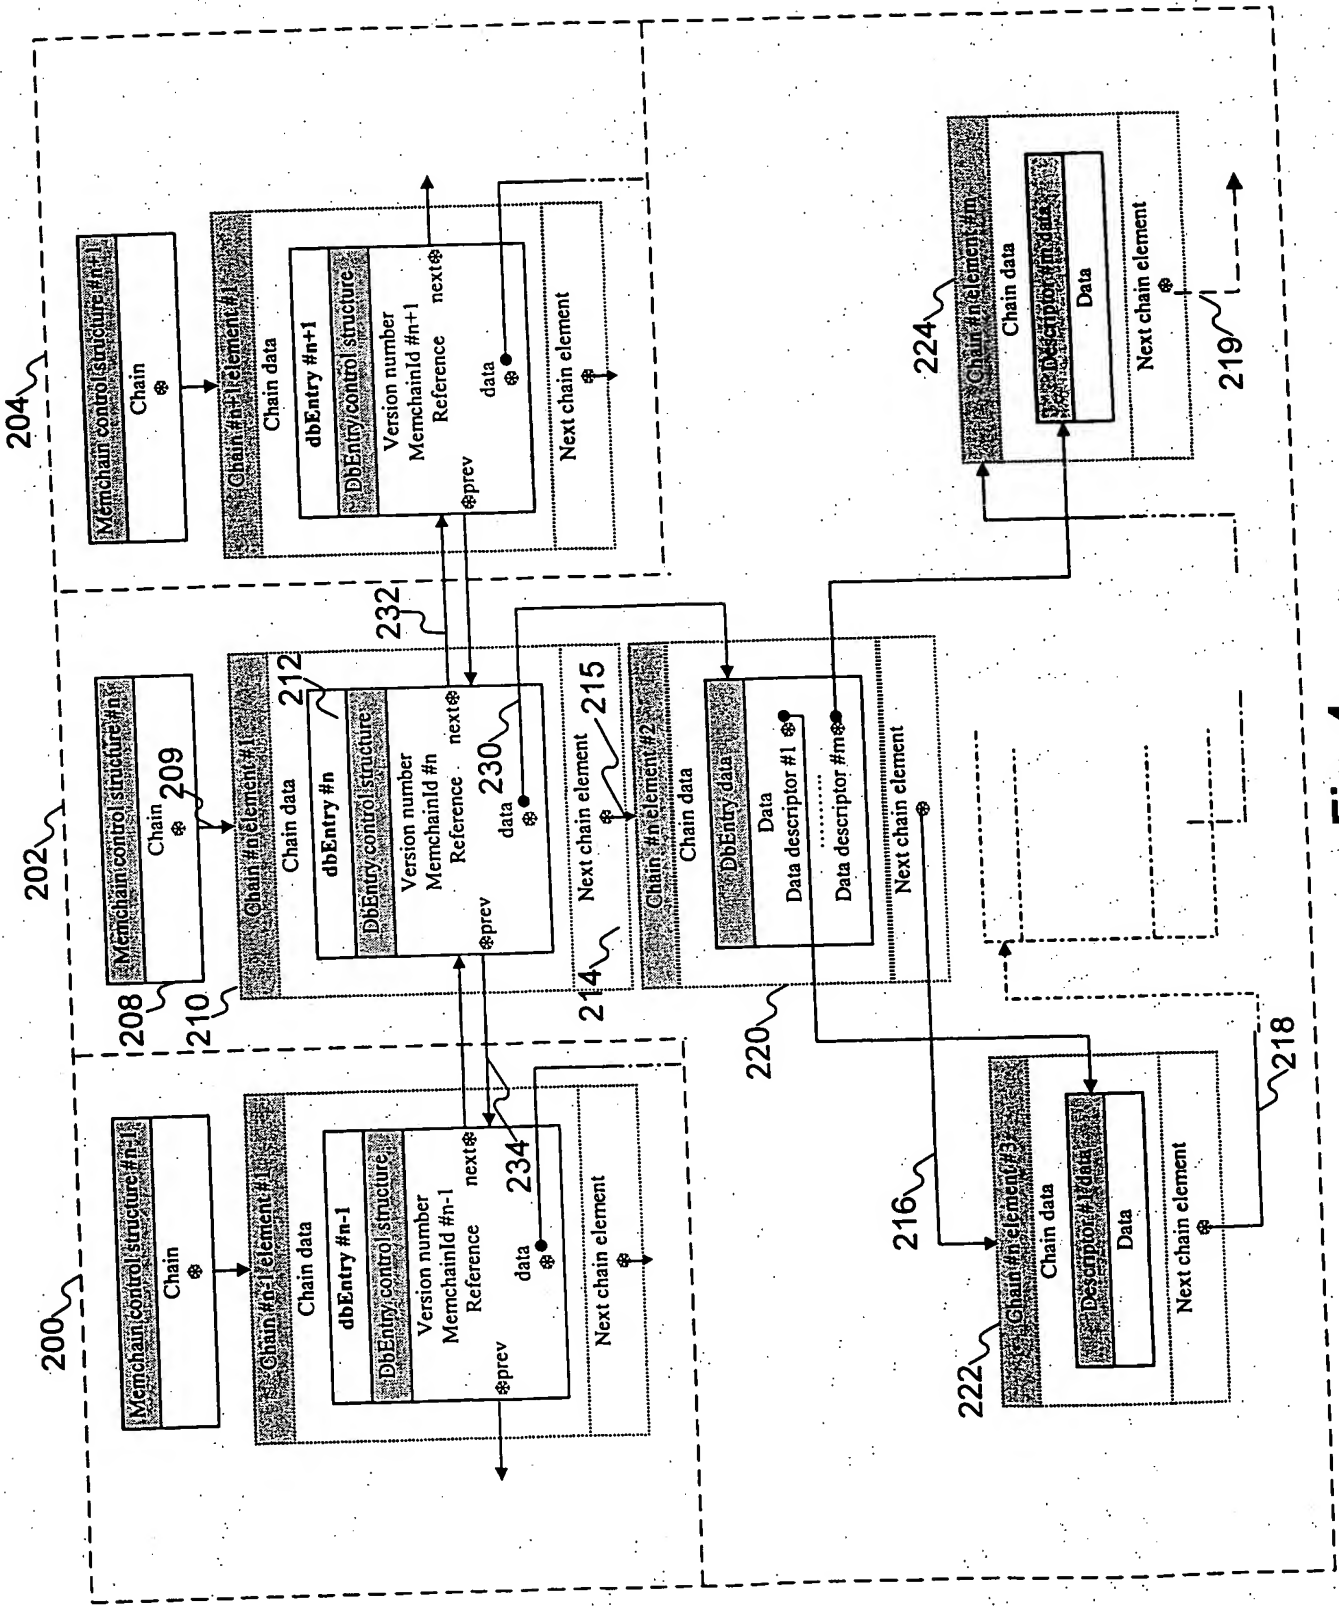 200
Memchain control structure #n-1
Chain
Chain #n-1 element #1
Chain data
dbEntry #n-1
DbEntry control structure
Version number
MemchainId #n-1
Reference
prev
next
data
Next chain element
234
202
Memchain control structure #n
Chain
208
209
210
Chain #n element #1
Chain data
212
dbEntry #n
DbEntry control structure
Version number
MemchainId #n
Reference
prev
next
230
data
Next chain element
214
215
232
204
Memchain control structure #n+1
Chain
Chain #n+1 element #1
Chain data
dbEntry #n+1
DbEntry control structure
Version number
MemchainId #n+1
Reference
prev
next
data
Next chain element
220
Chain #n element #2
Chain data
DbEntry data
Data
Data descriptor #1
........
Data descriptor #m
Next chain element
216
222
Chain #n element #3
Chain data
Descriptor #1 data
Data
Next chain element
218
224
Chain #n element #m
Chain data
Descriptor #m data
Data
Next chain element
219